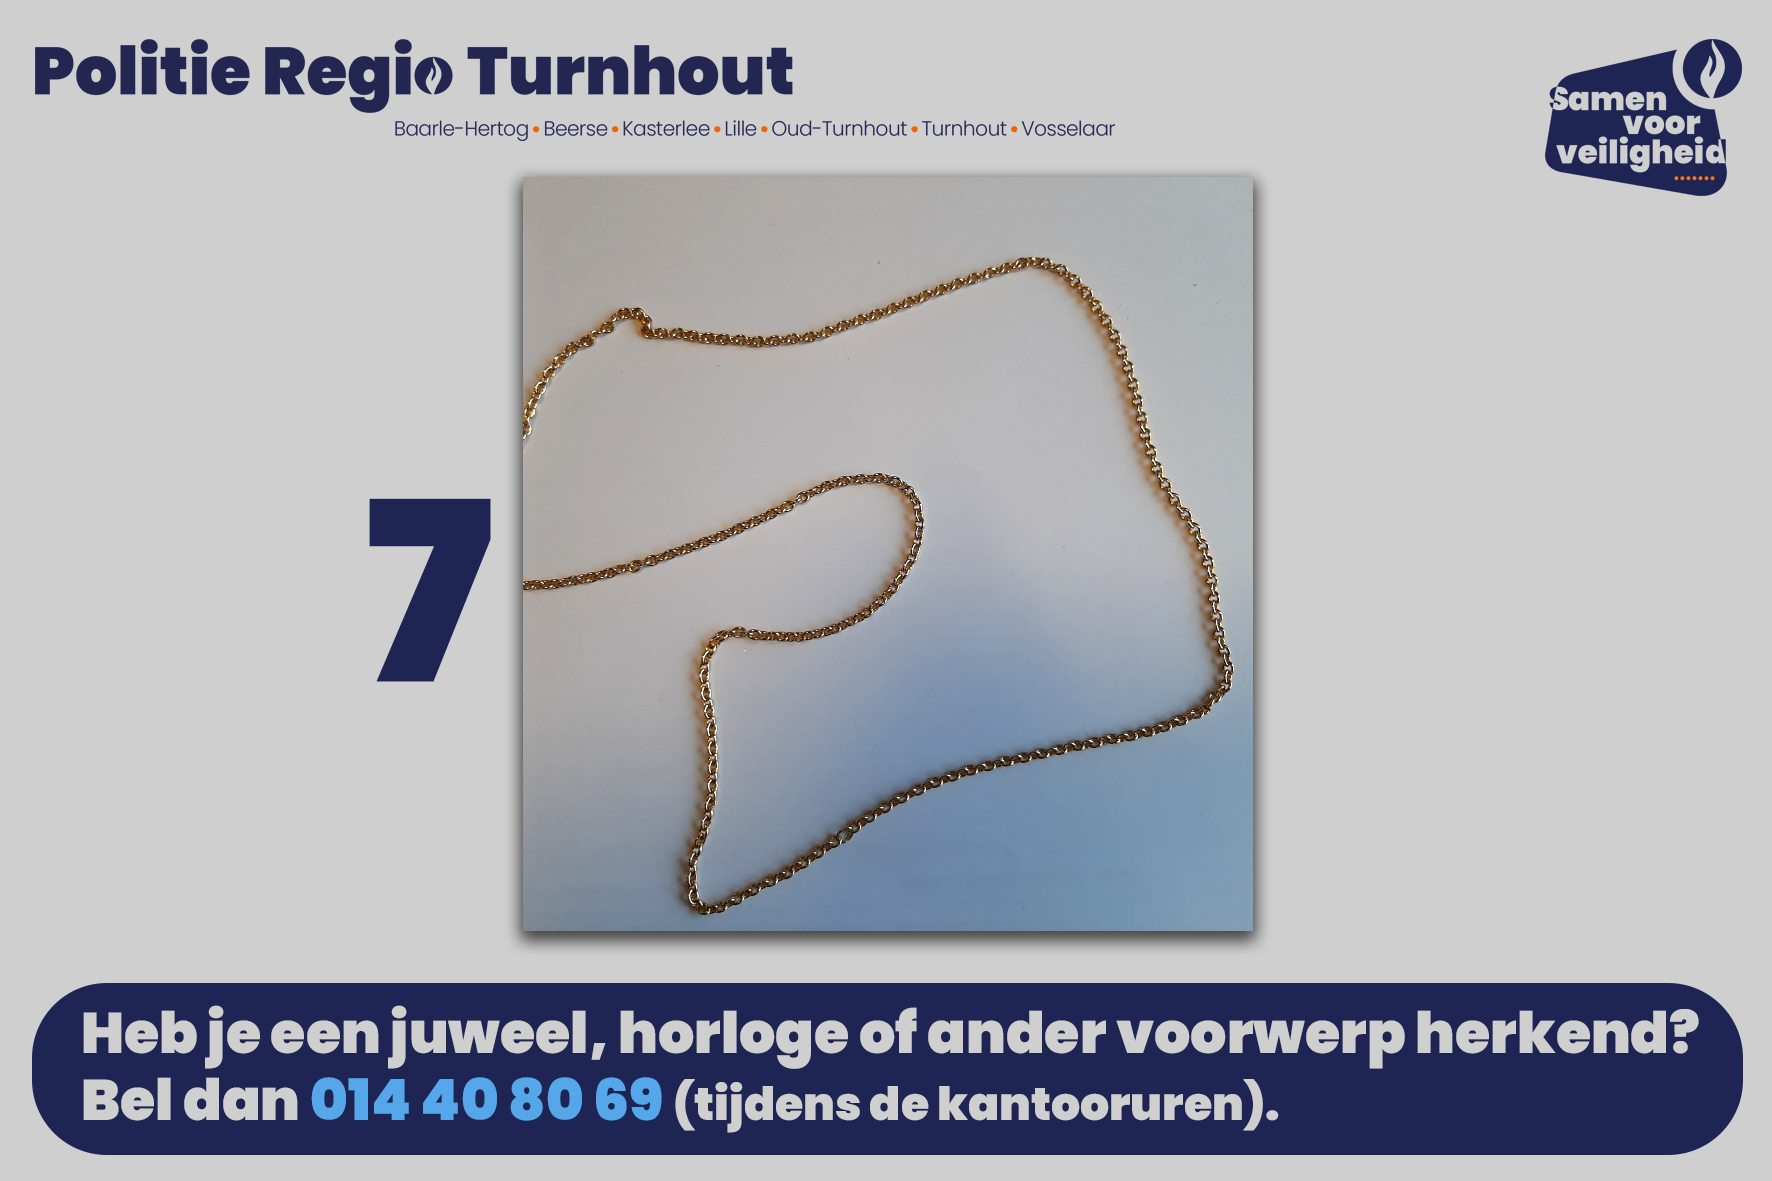 Politie Regio Turnhout
Baarle-Hertog • Beerse • Kasterlee • Lille • Oud-Turnhout • Turnhout • Vosselaar
Samen
voor
veiligheid
7
Heb je een juweel, horloge of ander voorwerp herkend?
Bel dan 014 40 80 69 (tijdens de kantooruren).